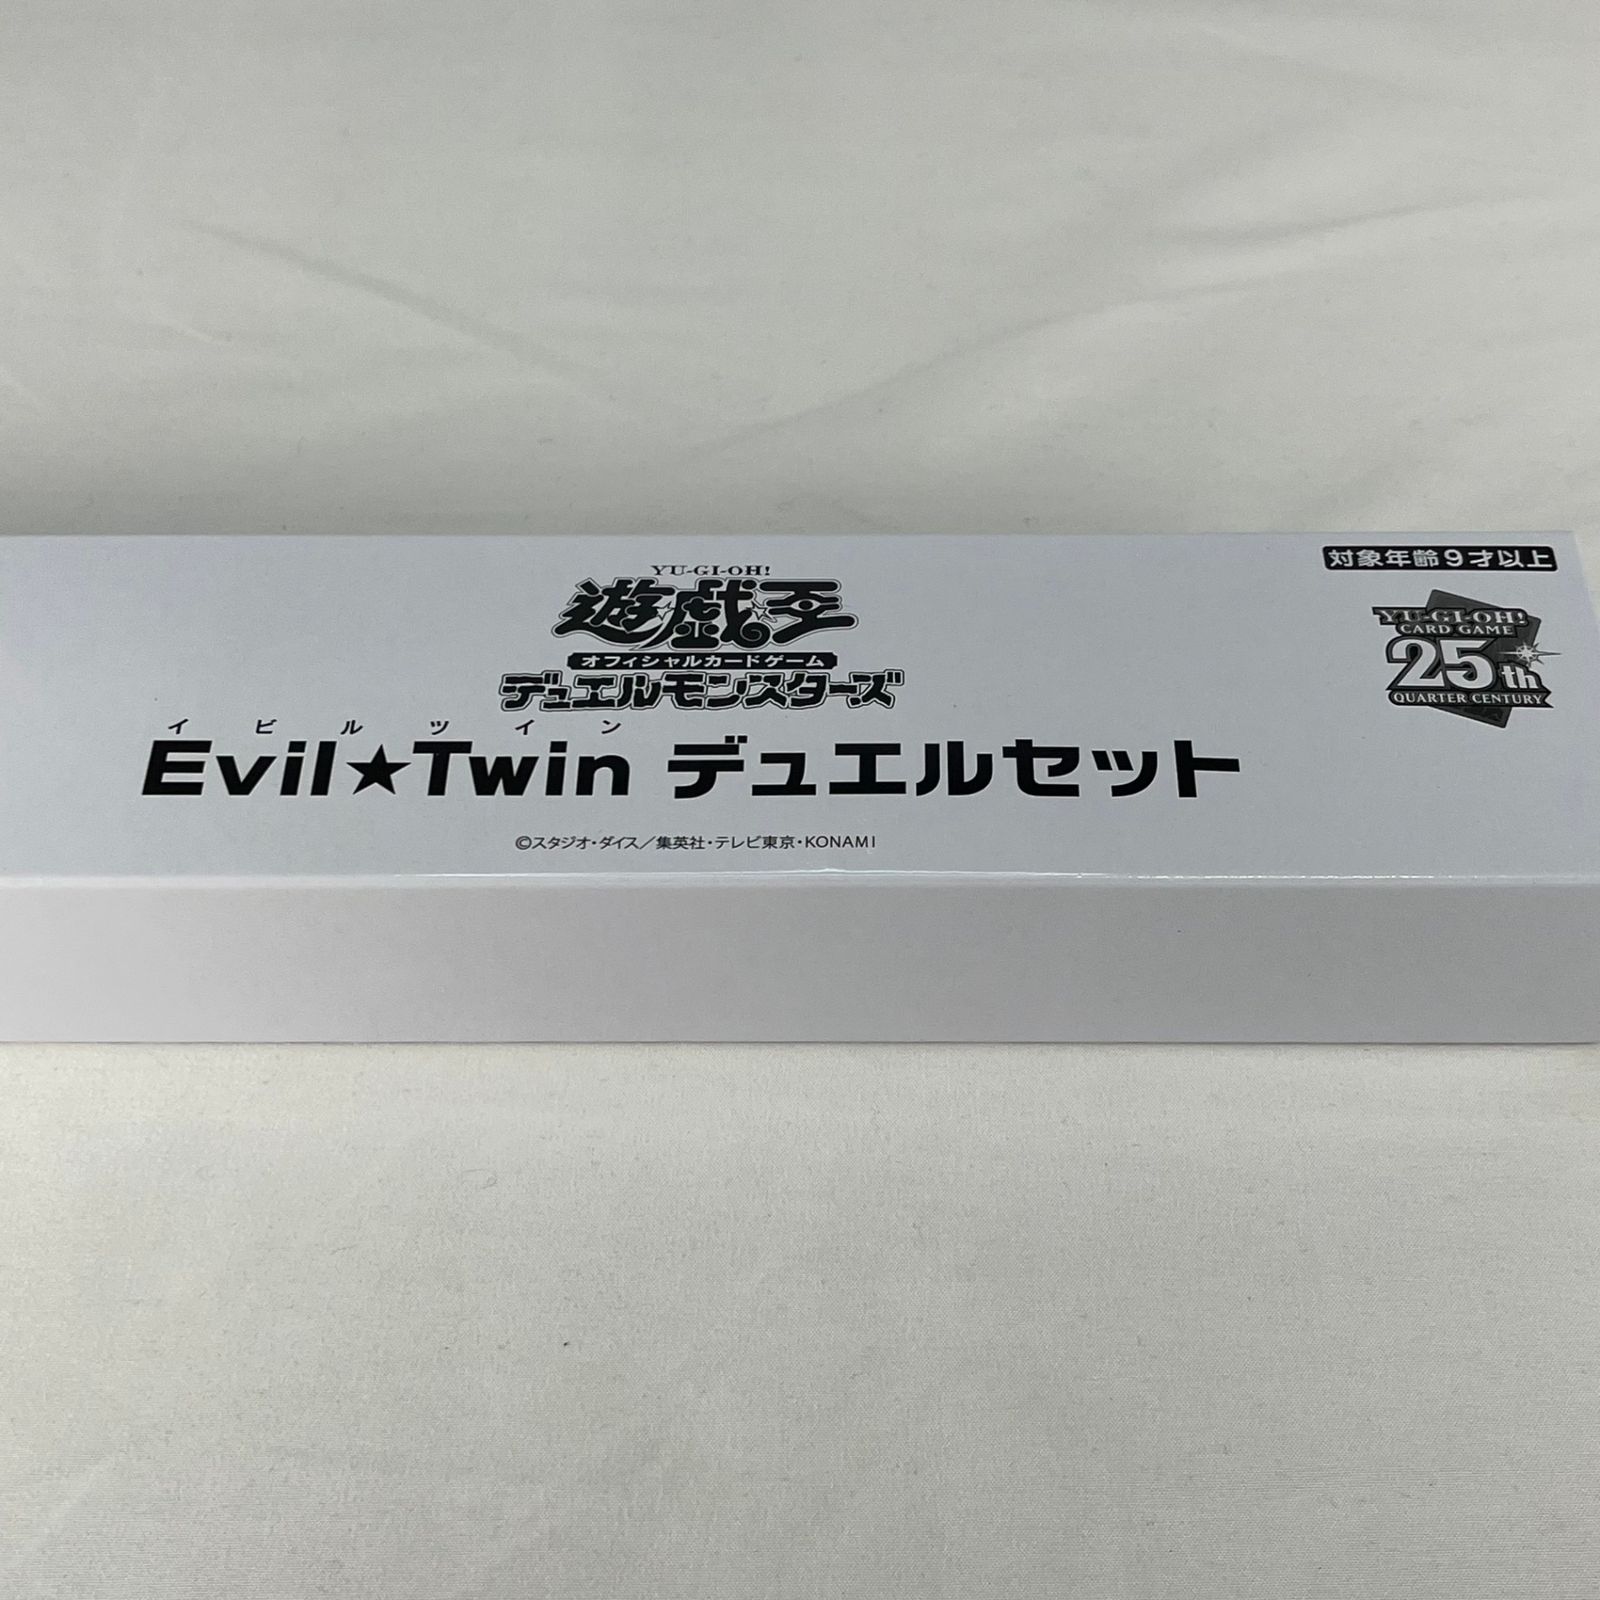 対象年齢9才以上
YU-GI-OH!
遊戯王
オフィシャルカードゲーム
デュエルモンスターズ
YU-GI-OH!
CARD GAME
25th
QUARTER CENTURY
イビルツイン
Evil★Twin デュエルセット
©スタジオ・ダイス／集英社・テレビ東京・KONAMI